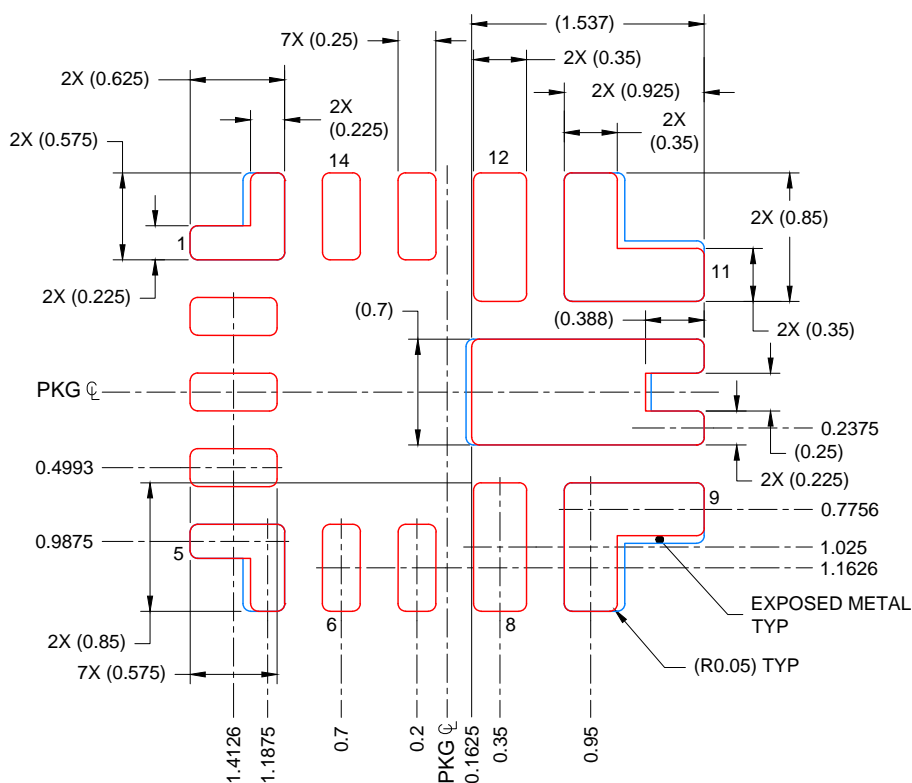 (1.537)
7X (0.25)
2X (0.35)
2X (0.625)
2X (0.925)
2X
(0.225)
2X
(0.35)
2X (0.575)
14
12
2X (0.85)
1
11
2X (0.225)
(0.7)
(0.388)
2X (0.35)
PKG ℄
0.2375
(0.25)
0.4993
2X (0.225)
9
0.7756
0.9875
5
1.025
1.1626
EXPOSED METAL
TYP
6
8
2X (0.85)
(R0.05) TYP
7X (0.575)
1.4126
1.1875
0.7
0.2
PKG ℄
0.1625
0.35
0.95